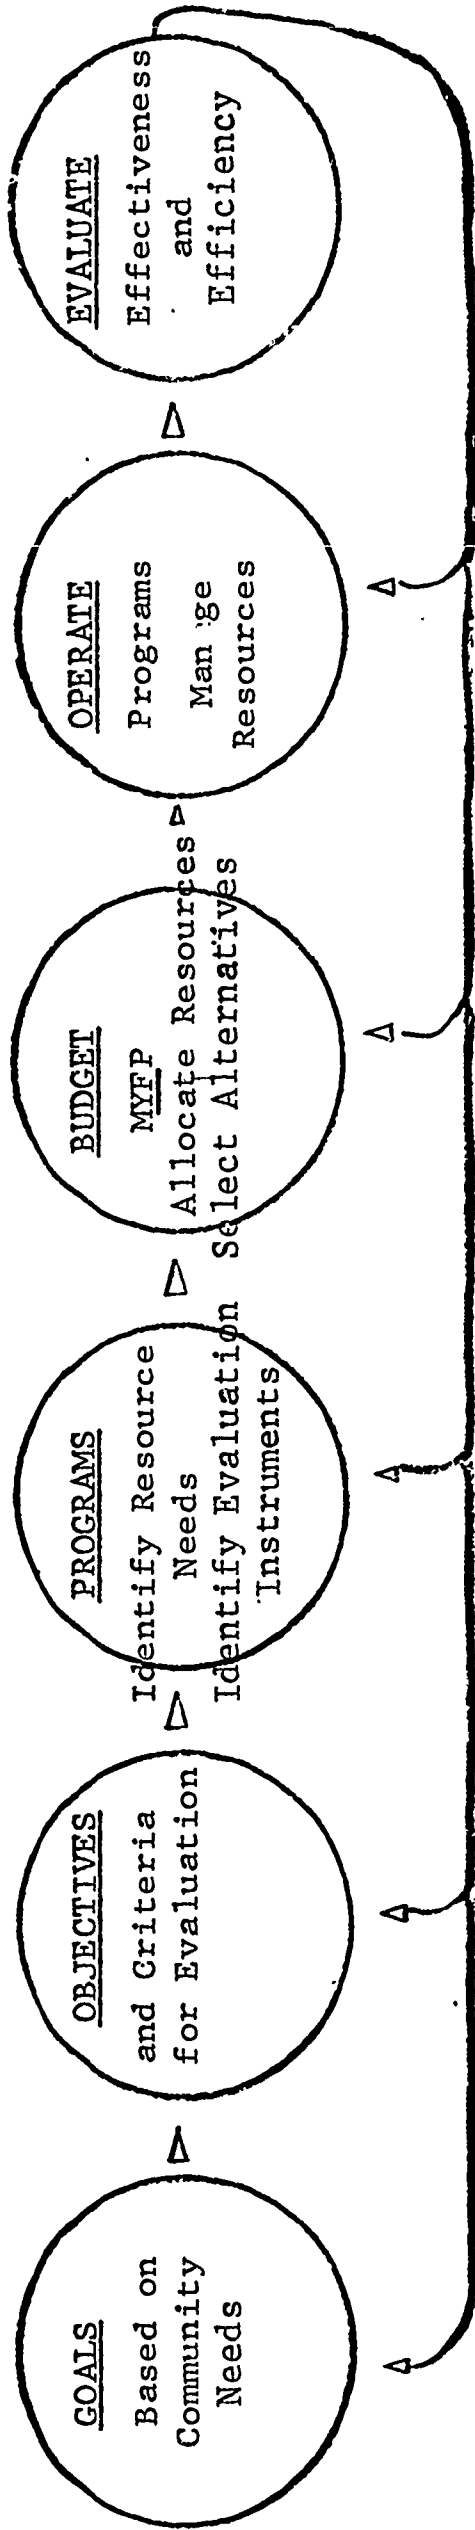 GOALS
Based on
Community
Needs
OBJECTIVES
and Criteria
for Evaluation
PROGRAMS
Identify Resource
Needs
Identify Evaluation
Instruments
BUDGET
MYFP
Allocate Resources
Select Alternatives
OPERATE
Programs
Resources
EVALUATE
Effectiveness
and
Efficiency